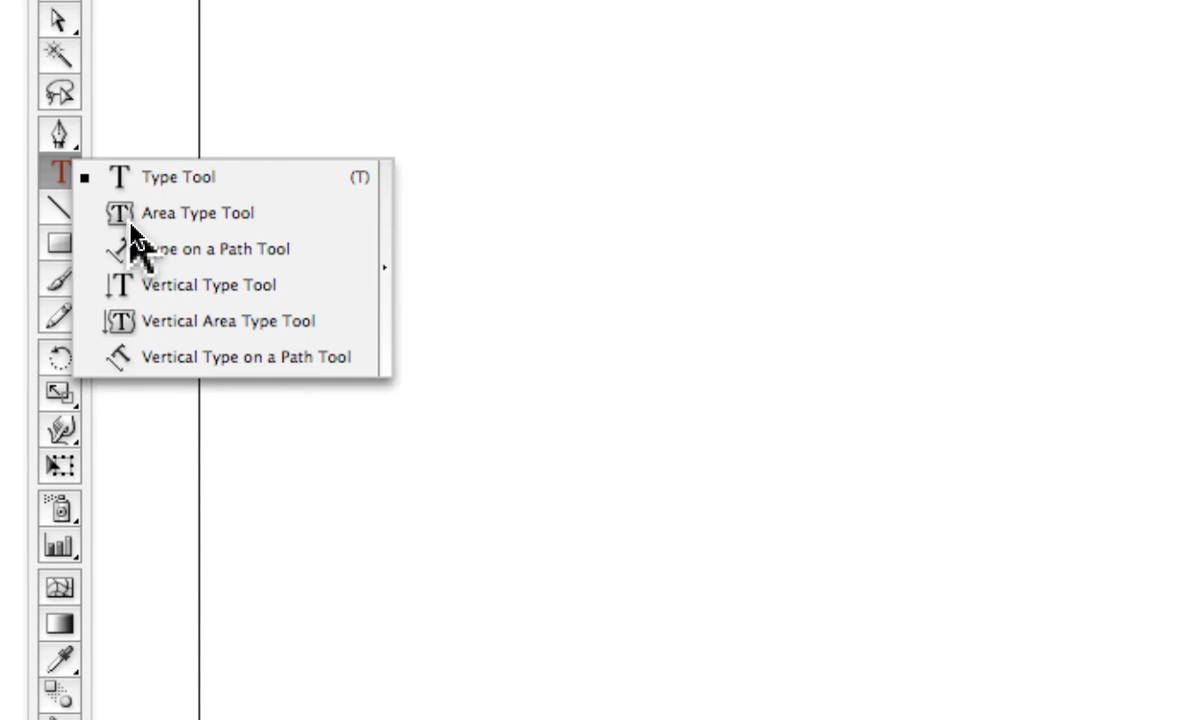 Type Tool (T)
Area Type Tool
Type on a Path Tool
Vertical Type Tool
Vertical Area Type Tool
Vertical Type on a Path Tool